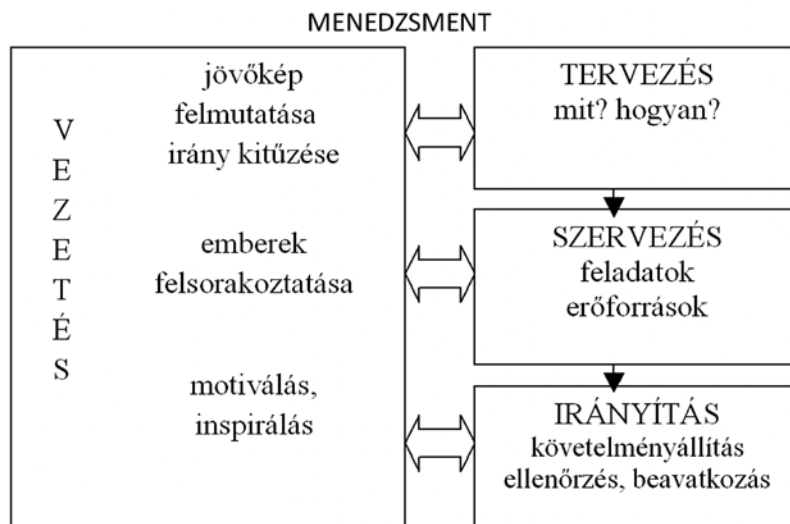 MENEDZSMENT
VEZETÉS
jövőkép
felmutatása
irány kitűzése
emberek
felsorakoztatása
motiválás,
inspirálás
TERVEZÉS
mit? hogyan?
SZERVEZÉS
feladatok
erőforrások
IRÁNYÍTÁS
követelményállítás
ellenőrzés, beavatkozás